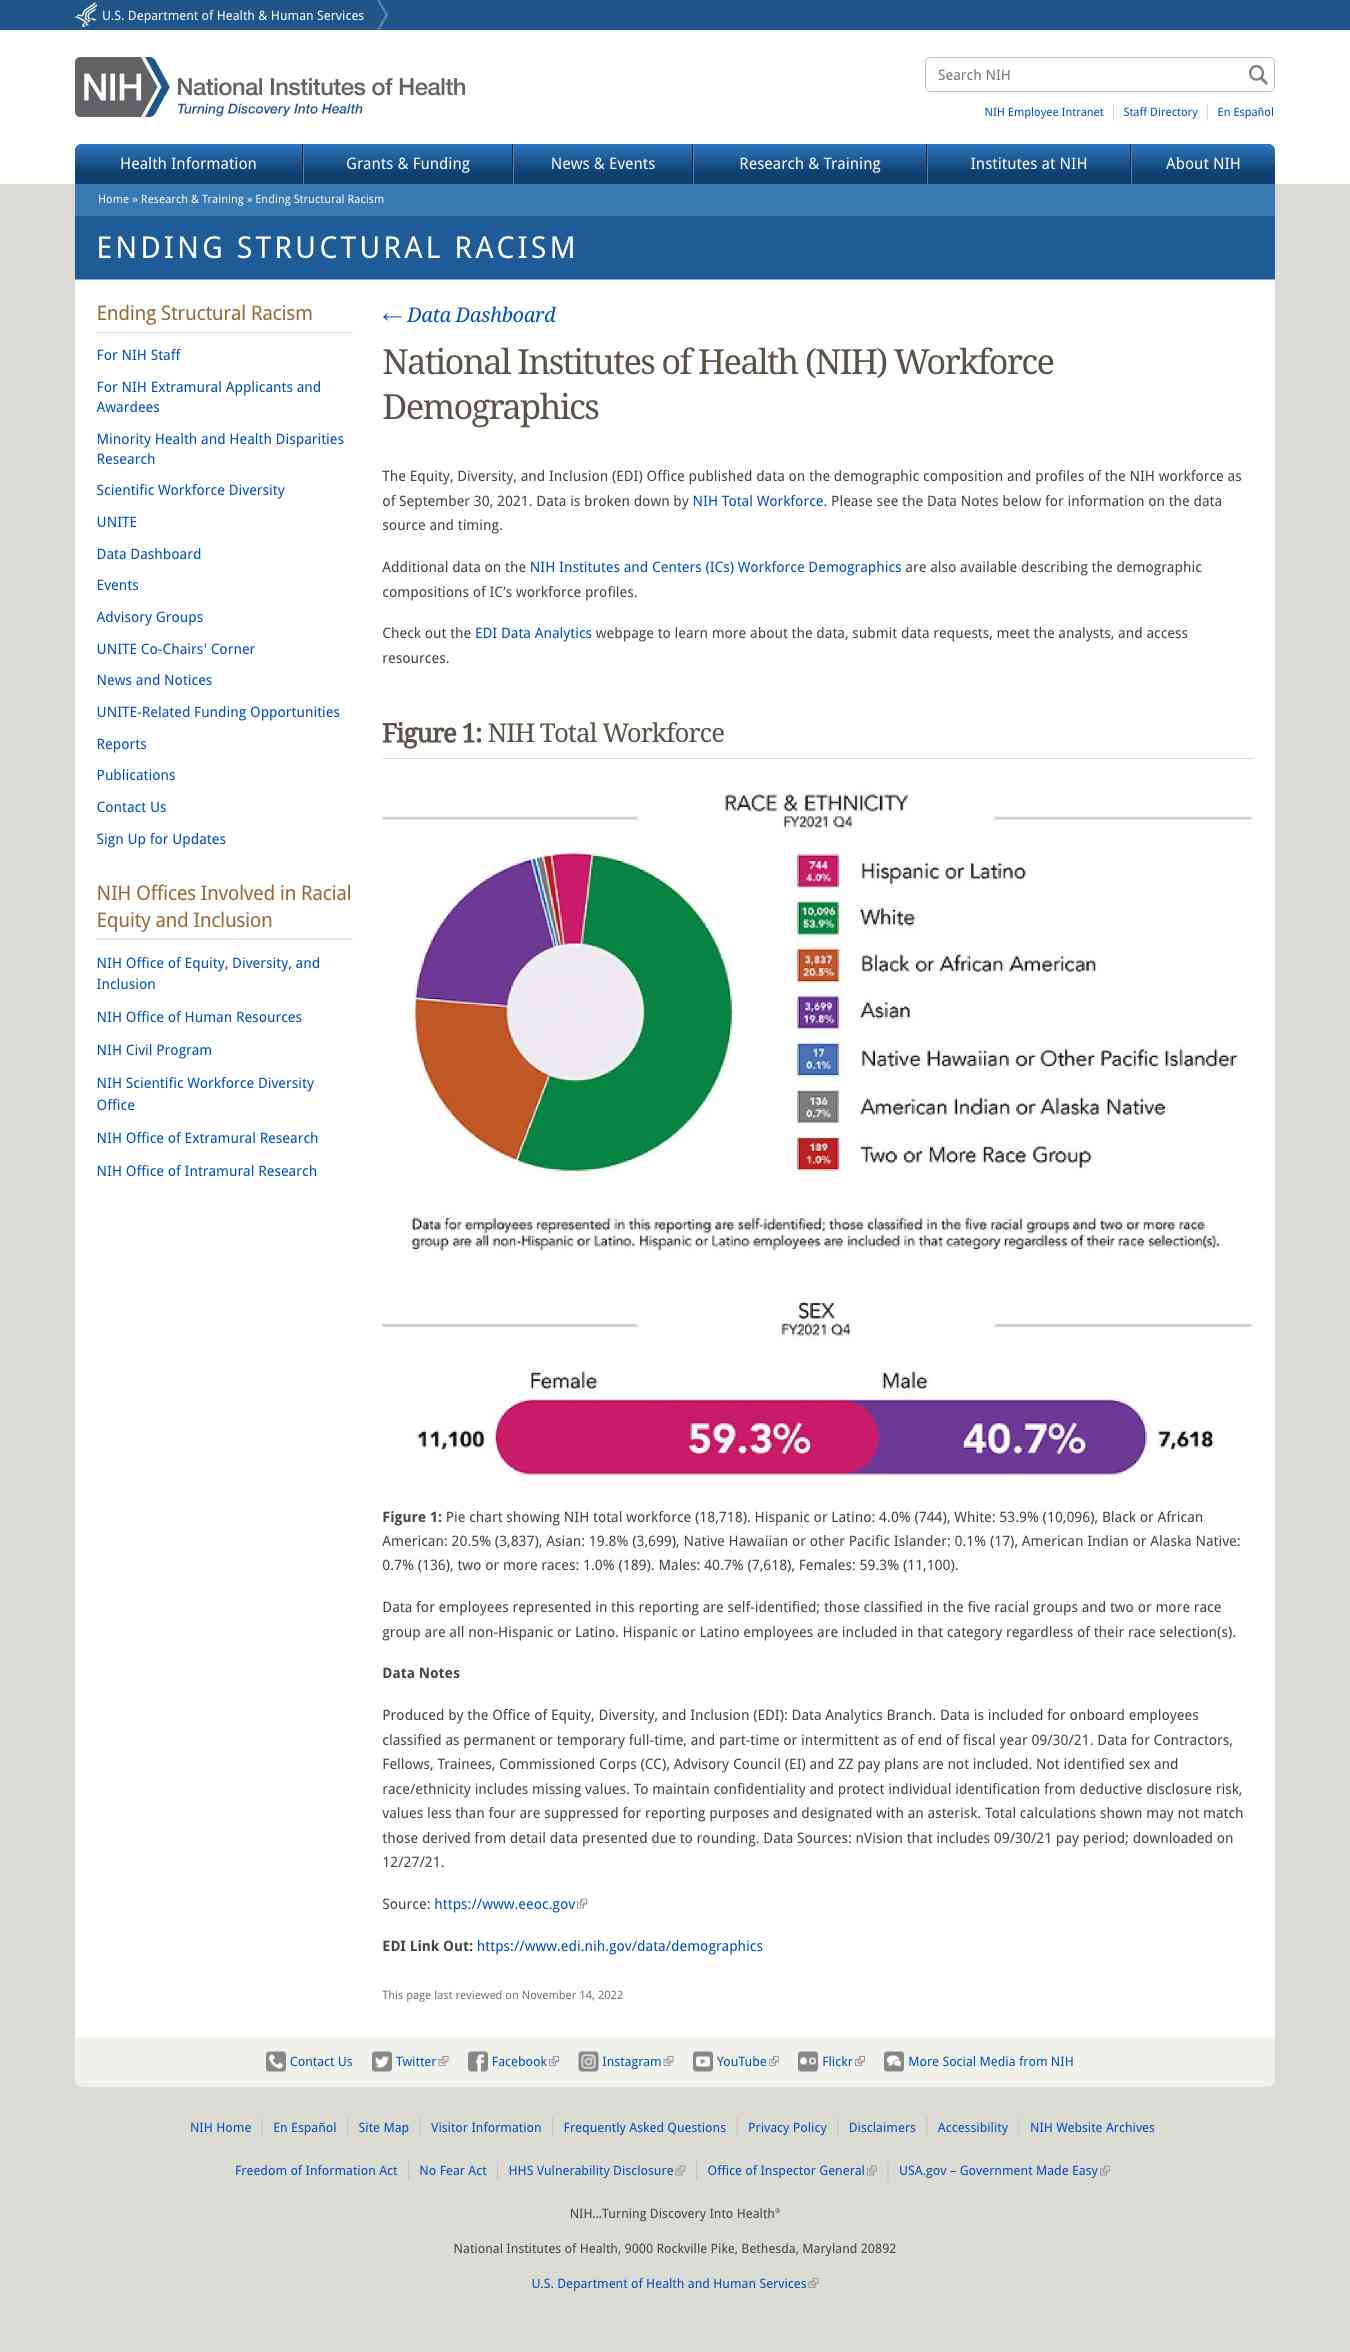 U.S. Department of Health & Human Services
NIH National Institutes of Health
Turning Discovery Into Health
Search NIH
NIH Employee Intranet Staff Directory En Español
Health Information Grants & Funding News & Events Research & Training Institutes at NIH About NIH
Home » Research & Training » Ending Structural Racism
ENDING STRUCTURAL RACISM
Ending Structural Racism
For NIH Staff
For NIH Extramural Applicants and
Awardees
Minority Health and Health Disparities
Research
Scientific Workforce Diversity
UNITE
Data Dashboard
Events
Advisory Groups
UNITE Co-Chairs' Corner
News and Notices
UNITE-Related Funding Opportunities
Reports
Publications
Contact Us
Sign Up for Updates
NIH Offices Involved in Racial
Equity and Inclusion
NIH Office of Equity, Diversity, and
Inclusion
NIH Office of Human Resources
NIH Civil Program
NIH Scientific Workforce Diversity
Office
NIH Office of Extramural Research
NIH Office of Intramural Research
← Data Dashboard
National Institutes of Health (NIH) Workforce
Demographics
The Equity, Diversity, and Inclusion (EDI) Office published data on the demographic composition and profiles of the NIH workforce as
of September 30, 2021. Data is broken down by NIH Total Workforce. Please see the Data Notes below for information on the data
source and timing.
Additional data on the NIH Institutes and Centers (ICs) Workforce Demographics are also available describing the demographic
compositions of IC's workforce profiles.
Check out the EDI Data Analytics webpage to learn more about the data, submit data requests, meet the analysts, and access
resources.
Figure 1: NIH Total Workforce
RACE & ETHNICITY
FY2021 Q4
744
4.0%
Hispanic or Latino
10,096
53.9%
White
3,837
20.5%
Black or African American
3,699
19.8%
Asian
17
0.1%
Native Hawaiian or Other Pacific Islander
136
0.7%
American Indian or Alaska Native
189
1.0%
Two or More Race Group
Data for employees represented in this reporting are self-identified; those classified in the five racial groups and two or more race
group are all non-Hispanic or Latino. Hispanic or Latino employees are included in that category regardless of their race selection(s).
SEX
FY2021 Q4
Female Male
11,100 59.3% 40.7% 7,618
Figure 1: Pie chart showing NIH total workforce (18,718). Hispanic or Latino: 4.0% (744), White: 53.9% (10,096), Black or African
American: 20.5% (3,837), Asian: 19.8% (3,699), Native Hawaiian or other Pacific Islander: 0.1% (17), American Indian or Alaska Native:
0.7% (136), two or more races: 1.0% (189). Males: 40.7% (7,618), Females: 59.3% (11,100).
Data for employees represented in this reporting are self-identified; those classified in the five racial groups and two or more race
group are all non-Hispanic or Latino. Hispanic or Latino employees are included in that category regardless of their race selection(s).
Data Notes
Produced by the Office of Equity, Diversity, and Inclusion (EDI): Data Analytics Branch. Data is included for onboard employees
classified as permanent or temporary full-time, and part-time or intermittent as of end of fiscal year 09/30/21. Data for Contractors,
Fellows, Trainees, Commissioned Corps (CC), Advisory Council (EI) and ZZ pay plans are not included. Not identified sex and
race/ethnicity includes missing values. To maintain confidentiality and protect individual identification from deductive disclosure risk,
values less than four are suppressed for reporting purposes and designated with an asterisk. Total calculations shown may not match
those derived from detail data presented due to rounding. Data Sources: nVision that includes 09/30/21 pay period; downloaded on
12/27/21.
Source: https://www.eeoc.gov
EDI Link Out: https://www.edi.nih.gov/data/demographics
This page last reviewed on November 14, 2022
Contact Us Twitter Facebook Instagram YouTube Flickr More Social Media from NIH
NIH Home En Español Site Map Visitor Information Frequently Asked Questions Privacy Policy Disclaimers Accessibility NIH Website Archives
Freedom of Information Act No Fear Act HHS Vulnerability Disclosure Office of Inspector General USA.gov – Government Made Easy
NIH...Turning Discovery Into Health®
National Institutes of Health, 9000 Rockville Pike, Bethesda, Maryland 20892
U.S. Department of Health and Human Services